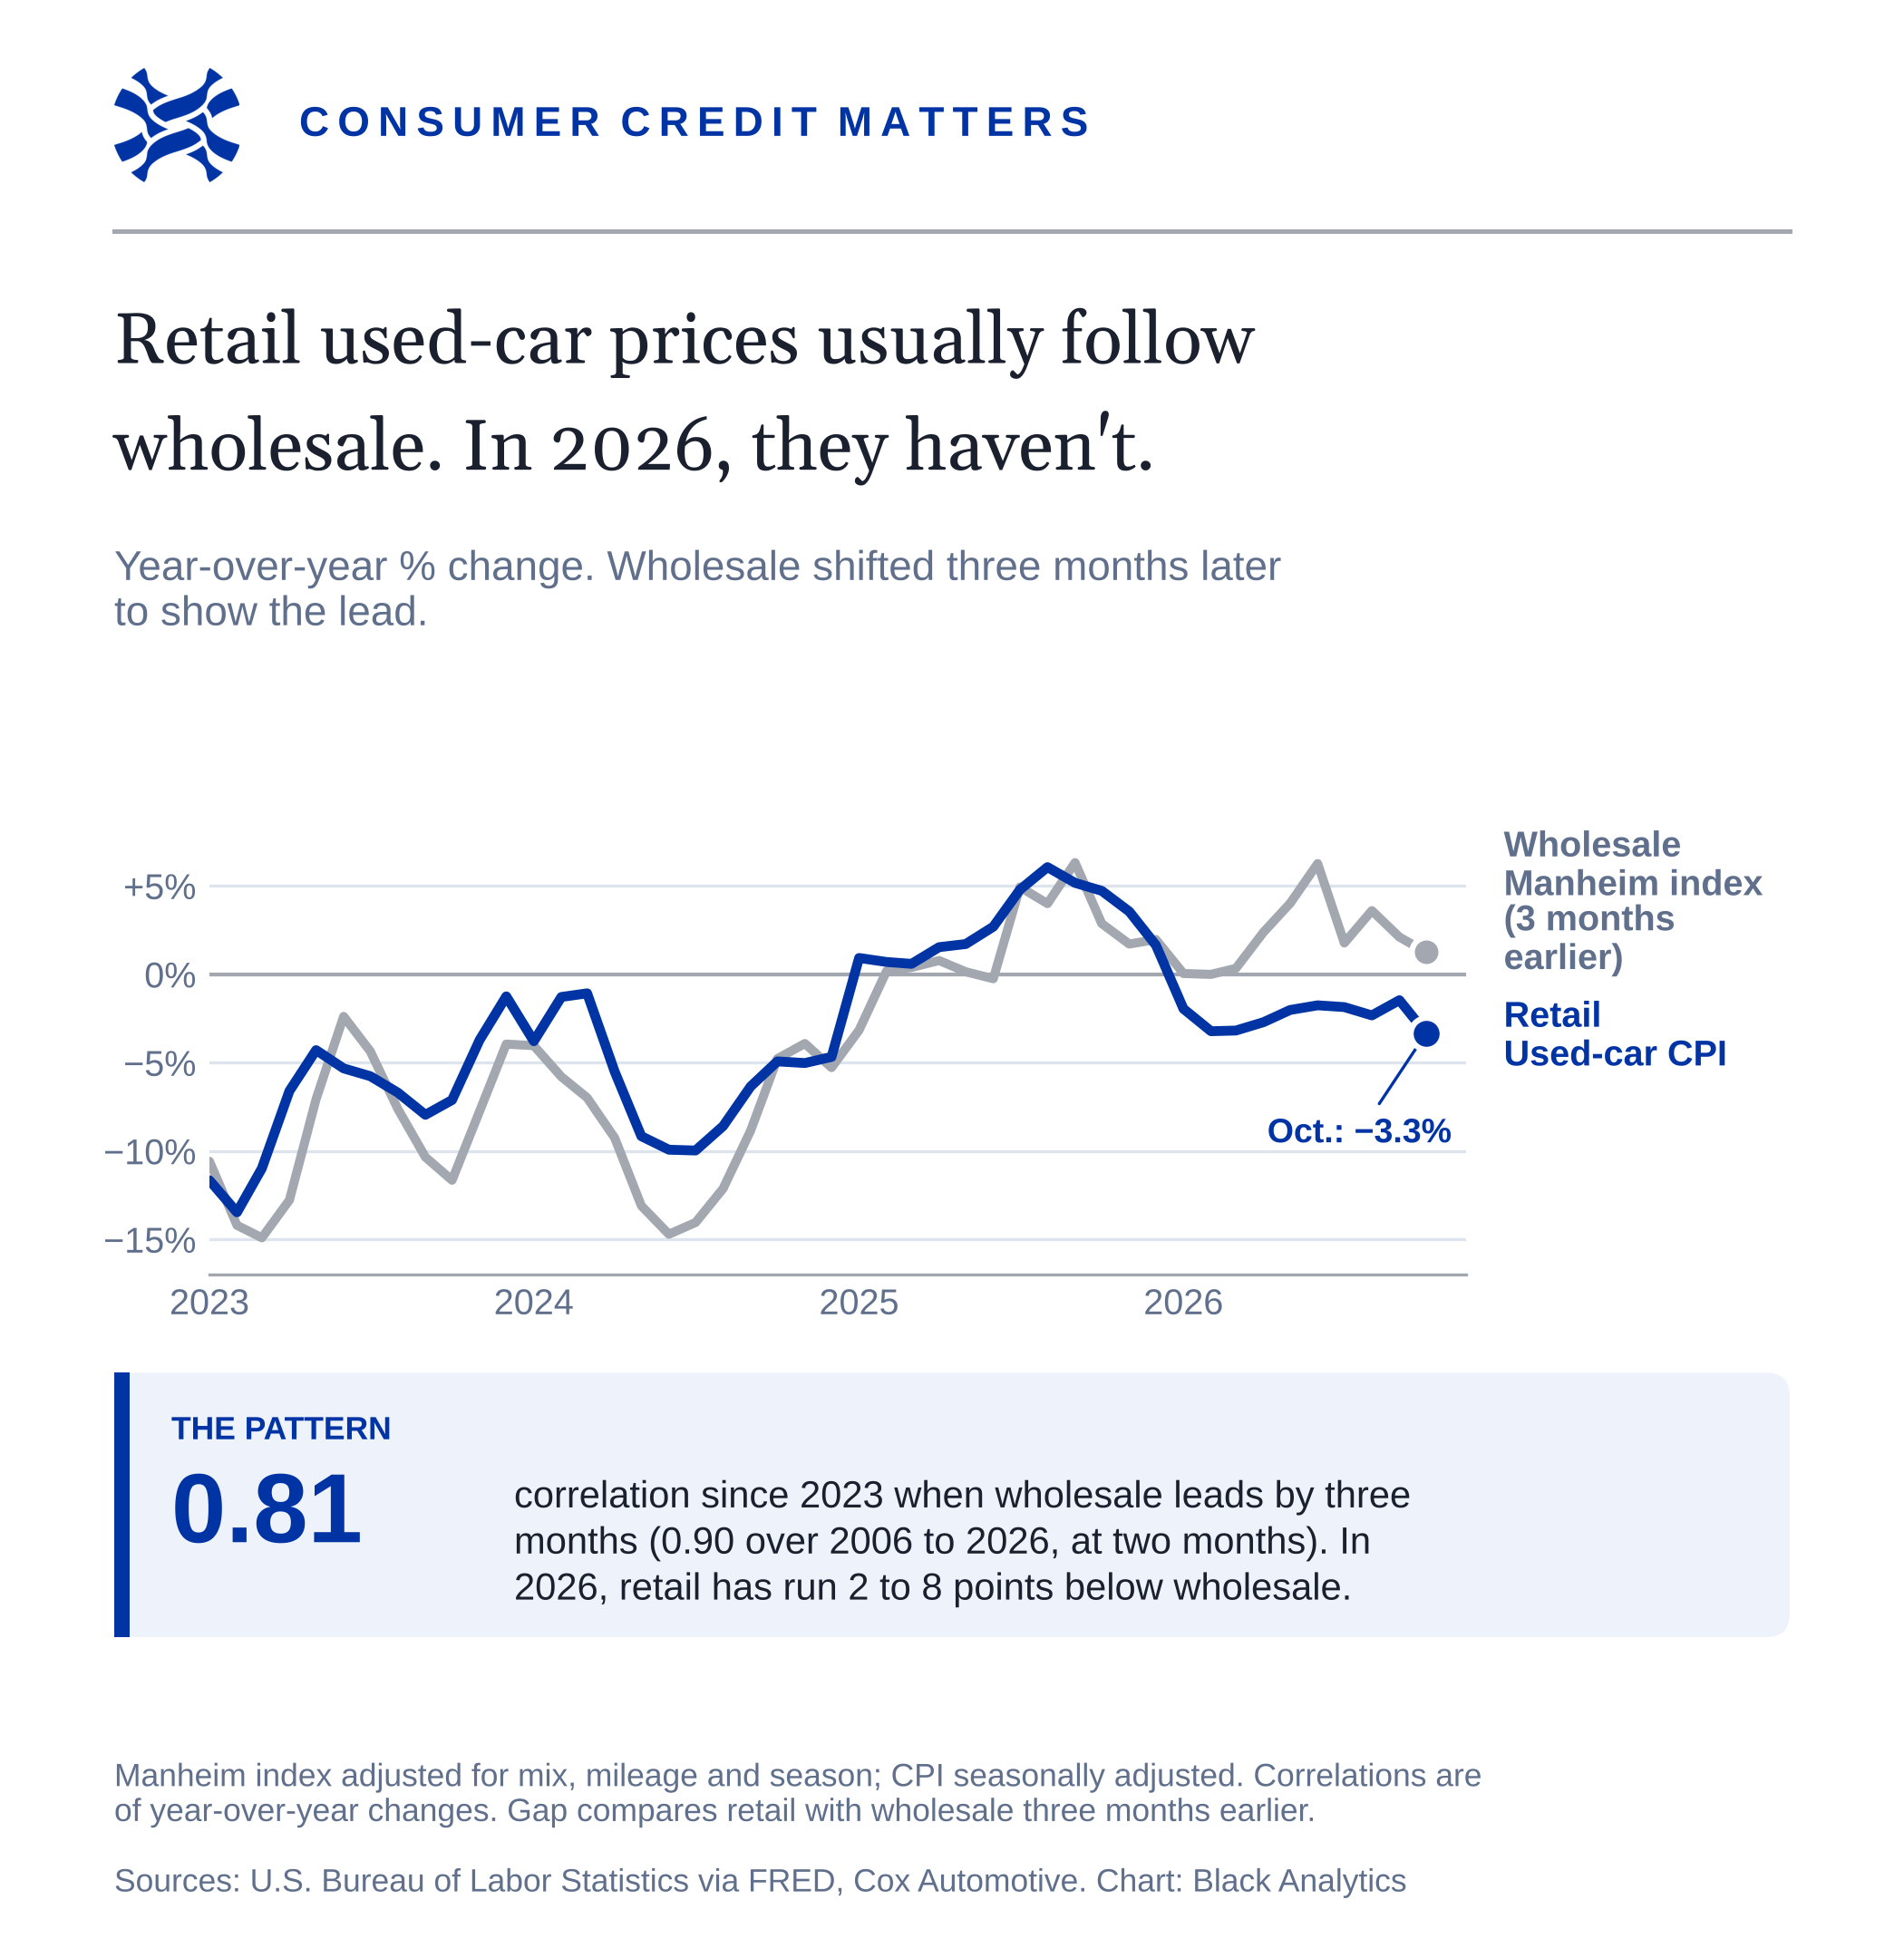 CONSUMER CREDIT MATTERS
Retail used-car prices usually follow
wholesale. In 2026, they haven't.
Year-over-year % change. Wholesale shifted three months later
to show the lead.
+5%
0%
−5%
−10%
−15%
2023
2024
2025
2026
Wholesale
Manheim index
(3 months
earlier)
Retail
Used-car CPI
Oct.: −3.3%
THE PATTERN
0.81
correlation since 2023 when wholesale leads by three
months (0.90 over 2006 to 2026, at two months). In
2026, retail has run 2 to 8 points below wholesale.
Manheim index adjusted for mix, mileage and season; CPI seasonally adjusted. Correlations are
of year-over-year changes. Gap compares retail with wholesale three months earlier.
Sources: U.S. Bureau of Labor Statistics via FRED, Cox Automotive. Chart: Black Analytics